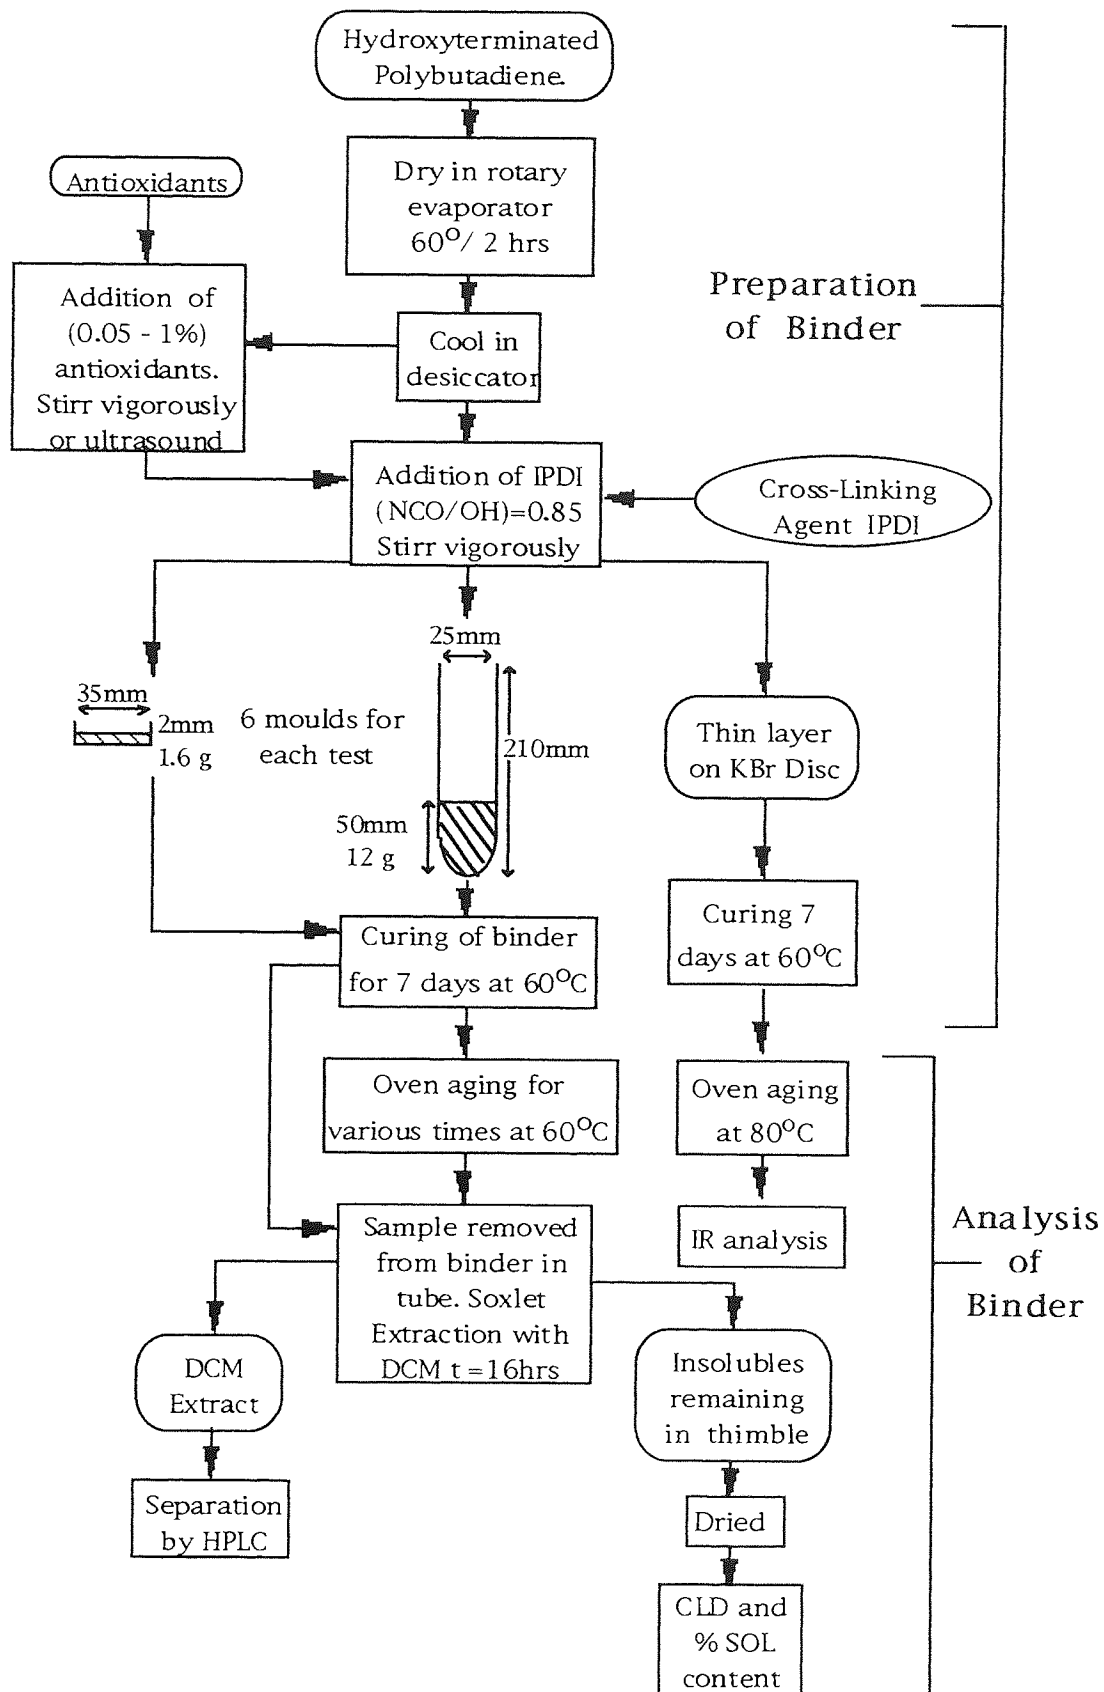 Hydroxyterminated
Polybutadiene.
Antioxidants
Dry in rotary
evaporator
60°/ 2 hrs
Addition of
(0.05 - 1%)
antioxidants.
Stirr vigorously
or ultrasound
Cool in
desiccator
Preparation
of Binder
Addition of IPDI
(NCO/OH)=0.85
Stirr vigorously
Cross-Linking
Agent IPDI
35mm
2mm
1.6 g
6 moulds for
each test
25mm
210mm
50mm
12 g
Thin layer
on KBr Disc
Curing of binder
for 7 days at 60°C
Curing 7
days at 60°C
Oven aging for
various times at 60°C
Oven aging
at 80°C
Sample removed
from binder in
tube. Soxlet
Extraction with
DCM t =16hrs
IR analysis
Analysis
of
Binder
DCM
Extract
Insolubles
remaining
in thimble
Separation
by HPLC
Dried
CLD and
% SOL
content